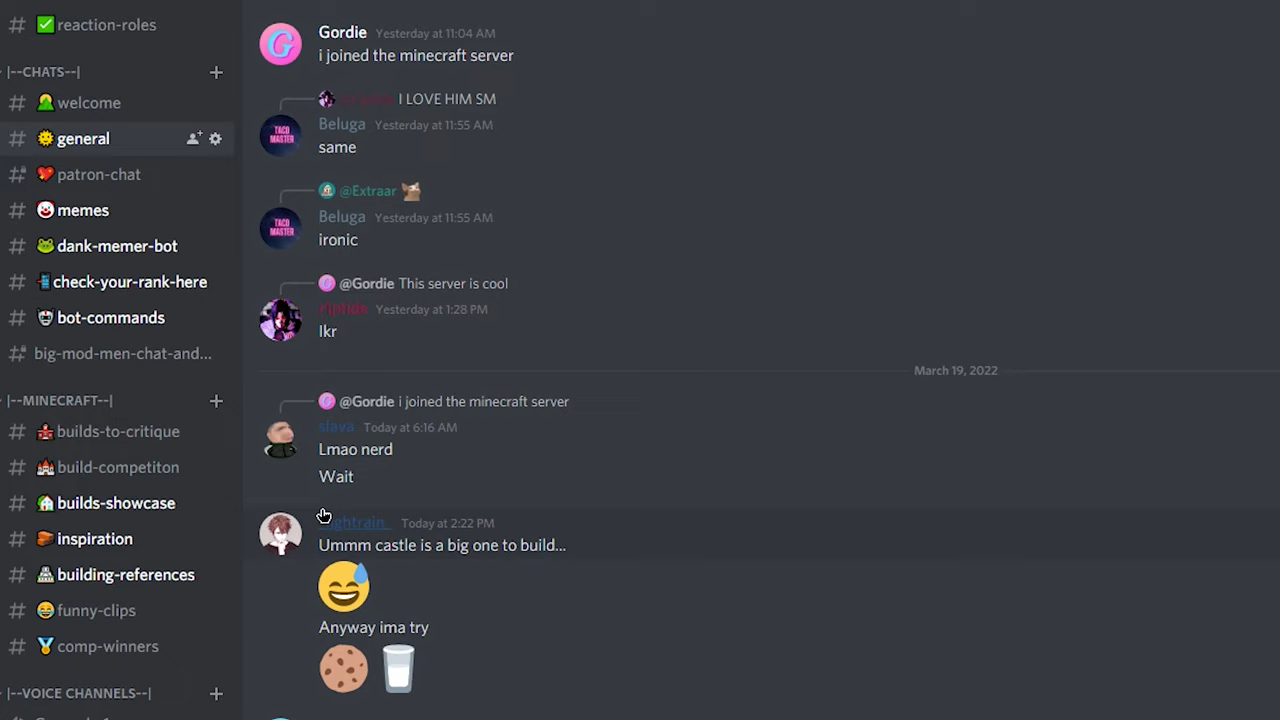 reaction-roles
|--CHATS--|
welcome
general
patron-chat
memes
dank-memer-bot
check-your-rank-here
bot-commands
big-mod-men-chat-and...
|--MINECRAFT--|
builds-to-critique
build-competiton
builds-showcase
inspiration
building-references
funny-clips
comp-winners
|--VOICE CHANNELS--|
Gordie Yesterday at 11:04 AM
i joined the minecraft server
I LOVE HIM SM
TACO MASTER
Beluga Yesterday at 11:55 AM
same
@Extraar
TACO MASTER
Beluga Yesterday at 11:55 AM
ironic
@Gordie This server is cool
Riptide Yesterday at 1:28 PM
Ikr
March 19, 2022
@Gordie i joined the minecraft server
slava Today at 6:16 AM
Lmao nerd
Wait
Today at 2:22 PM
Ummm castle is a big one to build...
Anyway ima try